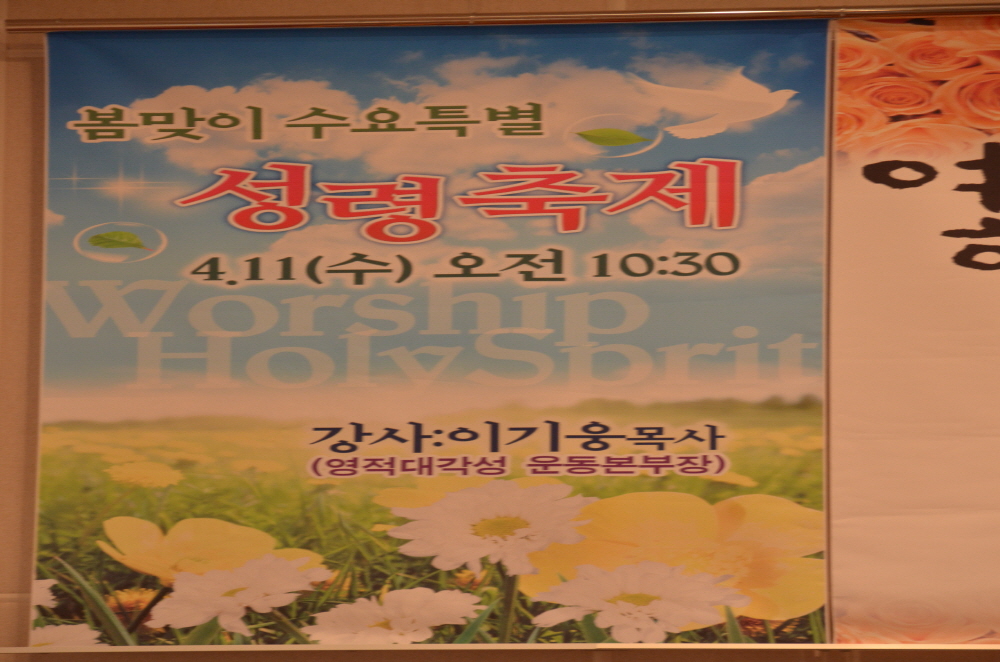 봄맞이 수요특별
성령축제
4.11(수) 오전 10:30
Worship
HolySprit
강사:이기웅목사
(영적대각성 운동본부장)